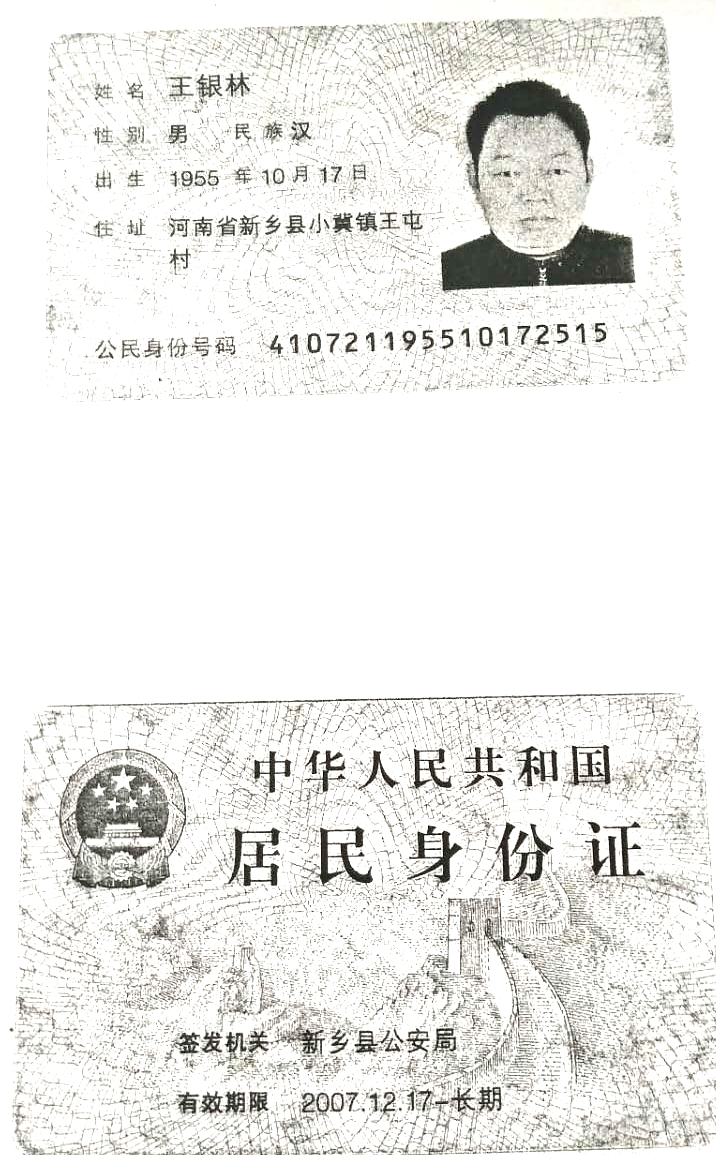 姓名 王银林
性别 男 民族 汉
出生 1955 年 10 月 17 日
住址 河南省新乡县小冀镇王屯
村
公民身份号码 410721195510172515
中华人民共和国
居民身份证
签发机关 新乡县公安局
有效期限 2007.12.17-长期